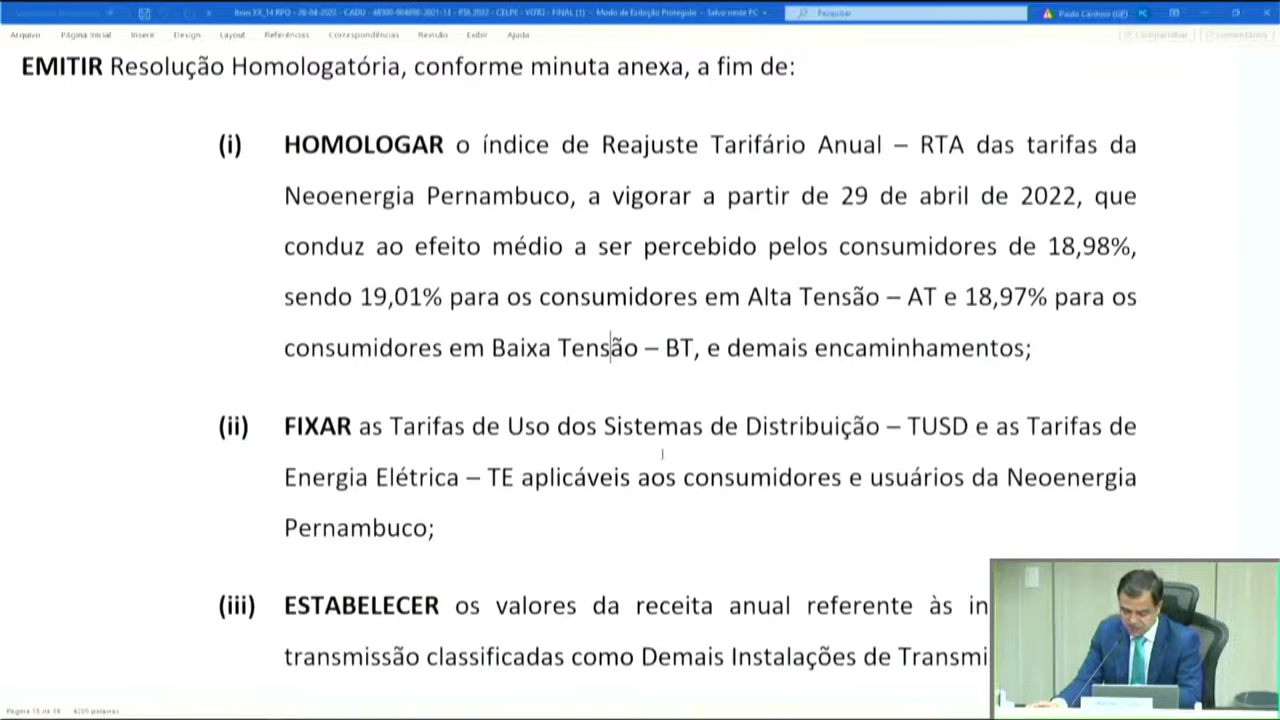 Pesquisar
Arquivo Página Inicial Inserir Design Layout Referências Correspondências Revisão Exibir Ajuda Compartilhar Comentários
EMITIR Resolução Homologatória, conforme minuta anexa, a fim de:
(i) HOMOLOGAR o índice de Reajuste Tarifário Anual – RTA das tarifas da
Neoenergia Pernambuco, a vigorar a partir de 29 de abril de 2022, que
conduz ao efeito médio a ser percebido pelos consumidores de 18,98%,
sendo 19,01% para os consumidores em Alta Tensão – AT e 18,97% para os
consumidores em Baixa Tensão – BT, e demais encaminhamentos;
(ii) FIXAR as Tarifas de Uso dos Sistemas de Distribuição – TUSD e as Tarifas de
Energia Elétrica – TE aplicáveis aos consumidores e usuários da Neoenergia
Pernambuco;
(iii) ESTABELECER os valores da receita anual referente às in
transmissão classificadas como Demais Instalações de Transmi
4205 palavras